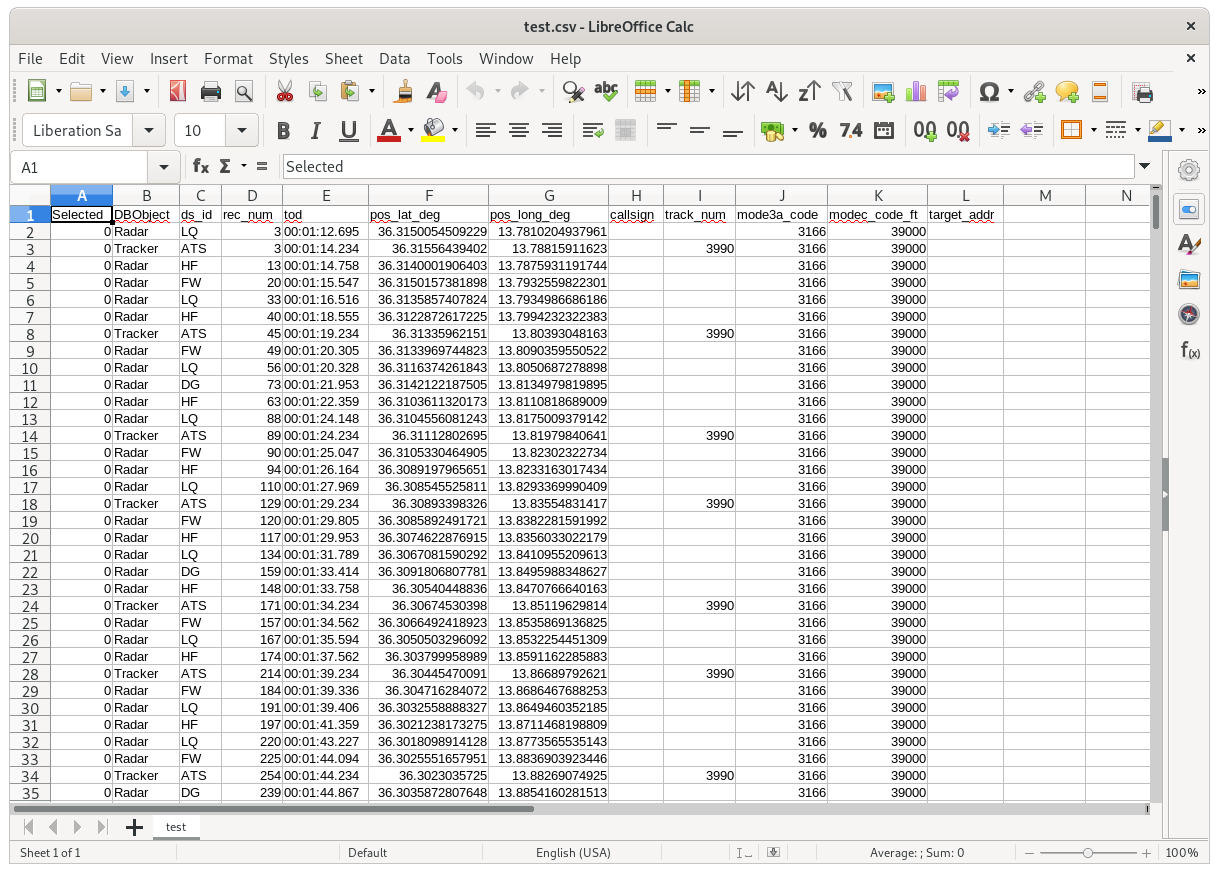 test.csv - LibreOffice Calc
File Edit View Insert Format Styles Sheet Data Tools Window Help
Liberation Sa 10
A1 Selected
A B C D E F G H I J K L M N
1 Selected DBObject ds_id rec_num tod pos_lat_deg pos_long_deg callsign track_num mode3a_code modec_code_ft target_addr
2 0 Radar LQ 3 00:01:12.695 36.3150054509229 13.7810204937961 3166 39000
3 0 Tracker ATS 3 00:01:14.234 36.31556439402 13.78815911623 3990 3166 39000
4 0 Radar HF 13 00:01:14.758 36.3140001906403 13.7875931191744 3166 39000
5 0 Radar FW 20 00:01:15.547 36.3150157381898 13.7932559822301 3166 39000
6 0 Radar LQ 33 00:01:16.516 36.3135857407824 13.7934986686186 3166 39000
7 0 Radar HF 40 00:01:18.555 36.3122872617225 13.7994232322383 3166 39000
8 0 Tracker ATS 45 00:01:19.234 36.31335962151 13.80393048163 3990 3166 39000
9 0 Radar FW 49 00:01:20.305 36.3133969744823 13.8090359550522 3166 39000
10 0 Radar LQ 56 00:01:20.328 36.3116374261843 13.8050687278898 3166 39000
11 0 Radar DG 73 00:01:21.953 36.3142122187505 13.8134979819895 3166 39000
12 0 Radar HF 63 00:01:22.359 36.3103611320173 13.8110818689009 3166 39000
13 0 Radar LQ 88 00:01:24.148 36.3104556081243 13.8175009379142 3166 39000
14 0 Tracker ATS 89 00:01:24.234 36.31112802695 13.81979840641 3990 3166 39000
15 0 Radar FW 90 00:01:25.047 36.3105330464905 13.82302322734 3166 39000
16 0 Radar HF 94 00:01:26.164 36.3089197965651 13.8233163017434 3166 39000
17 0 Radar LQ 110 00:01:27.969 36.308545525811 13.8293369990409 3166 39000
18 0 Tracker ATS 129 00:01:29.234 36.30893398326 13.83554831417 3990 3166 39000
19 0 Radar FW 120 00:01:29.805 36.3085892491721 13.8382281591992 3166 39000
20 0 Radar HF 117 00:01:29.953 36.3074622876915 13.8356033022179 3166 39000
21 0 Radar LQ 134 00:01:31.789 36.3067081590292 13.8410955209613 3166 39000
22 0 Radar DG 159 00:01:33.414 36.3091806807781 13.8495988348627 3166 39000
23 0 Radar HF 148 00:01:33.758 36.30540448836 13.8470766640163 3166 39000
24 0 Tracker ATS 171 00:01:34.234 36.30674530398 13.85119629814 3990 3166 39000
25 0 Radar FW 157 00:01:34.562 36.3066492418923 13.8535869136825 3166 39000
26 0 Radar LQ 167 00:01:35.594 36.3050503296092 13.8532254451309 3166 39000
27 0 Radar HF 174 00:01:37.562 36.303799958989 13.8591162285883 3166 39000
28 0 Tracker ATS 214 00:01:39.234 36.30445470091 13.86689792621 3990 3166 39000
29 0 Radar FW 184 00:01:39.336 36.304716284072 13.8686467688253 3166 39000
30 0 Radar LQ 191 00:01:39.406 36.3032558888327 13.8649460352185 3166 39000
31 0 Radar HF 197 00:01:41.359 36.3021238173275 13.8711468198809 3166 39000
32 0 Radar LQ 220 00:01:43.227 36.3018098914128 13.8773565535143 3166 39000
33 0 Radar FW 225 00:01:44.094 36.3025551657951 13.8836903923446 3166 39000
34 0 Tracker ATS 254 00:01:44.234 36.3023035725 13.88269074925 3990 3166 39000
35 0 Radar DG 239 00:01:44.867 36.3035872807648 13.8854160281513 3166 39000
test
Sheet 1 of 1 Default English (USA) Average: ; Sum: 0 100%